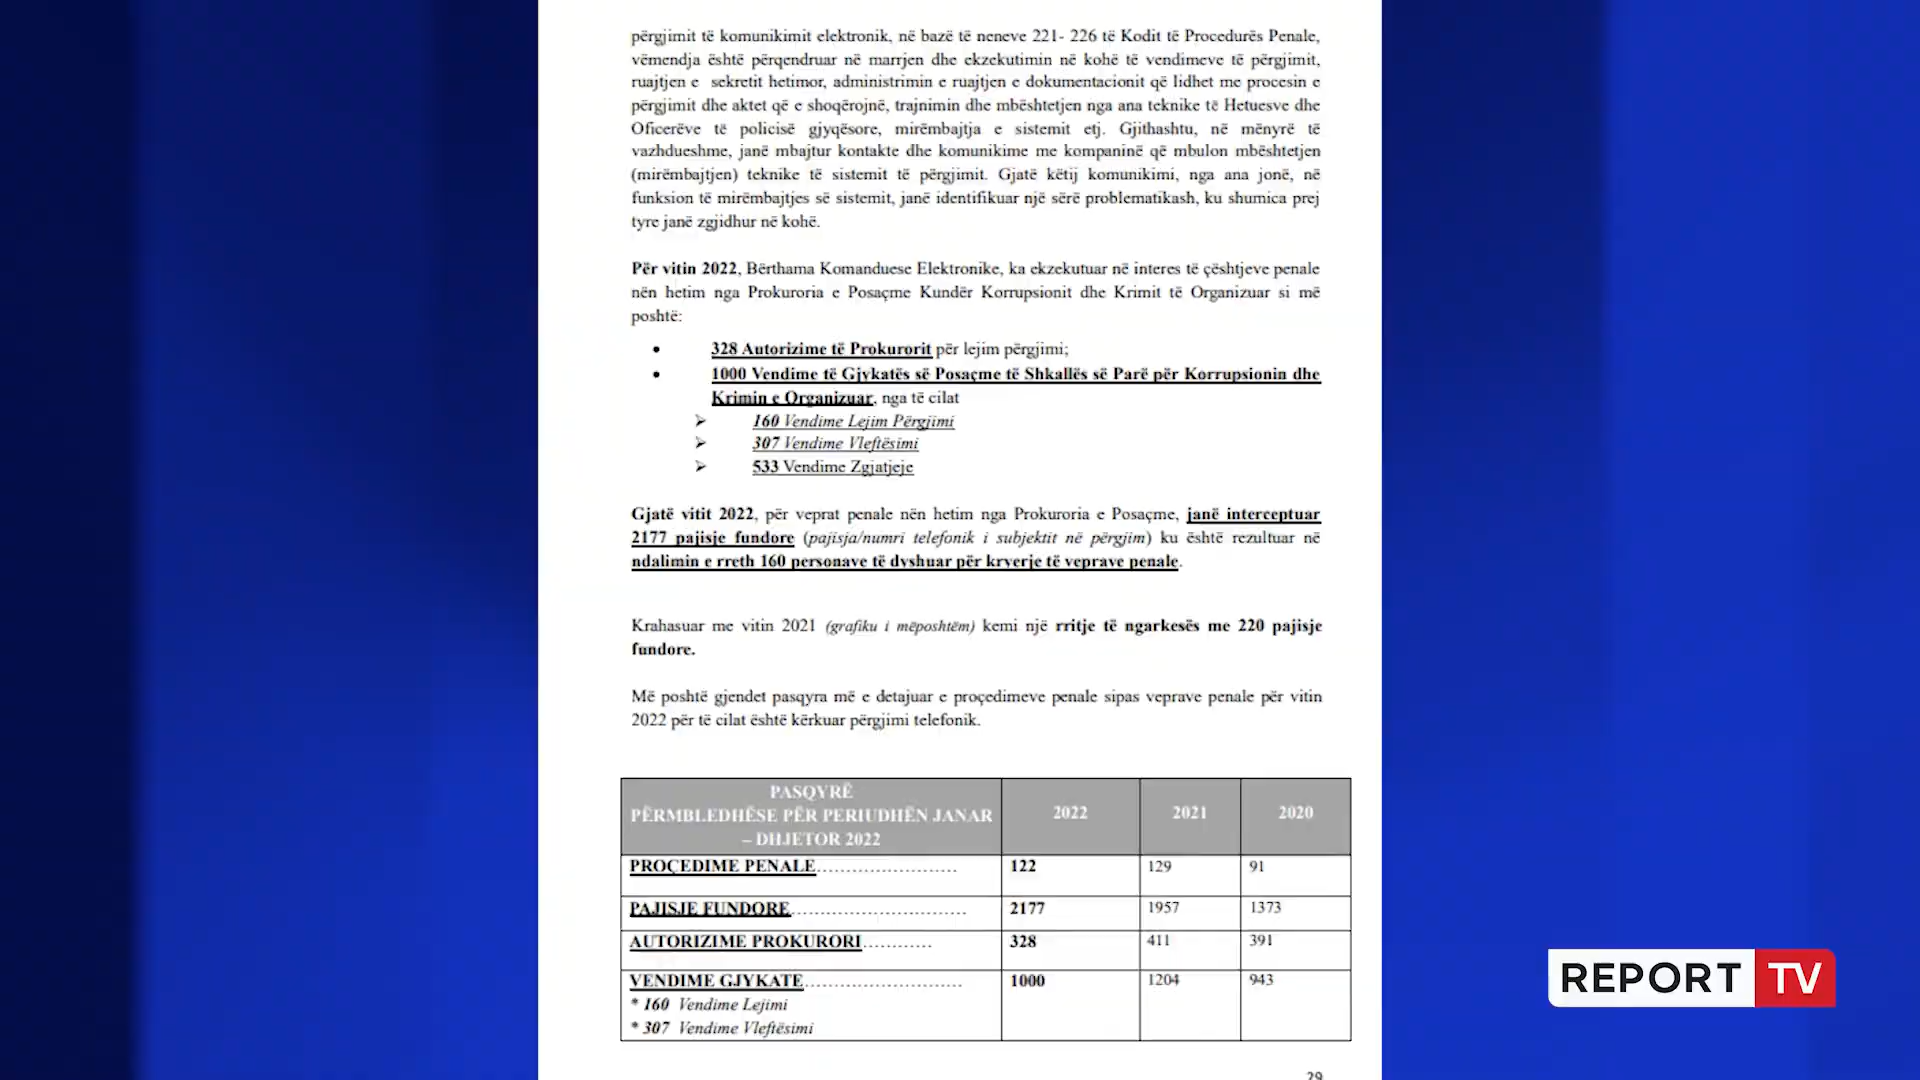 përgjimit të komunikimit elektronik, në bazë të neneve 221- 226 të Kodit të Procedurës Penale,
vëmendja është përqendruar në marrjen dhe ekzekutimin në kohë të vendimeve të përgjimit,
ruajtjen e sekretit hetimor, administrimin e ruajtjen e dokumentacionit që lidhet me procesin e
përgjimit dhe aktet që e shoqërojnë, trajnimin dhe mbështetjen nga ana teknike të Hetuesve dhe
Oficerëve të policisë gjyqësore, mirëmbajtja e sistemit etj. Gjithashtu, në mënyrë të
vazhdueshme, janë mbajtur kontakte dhe komunikime me kompaninë që mbulon mbështetjen
(mirëmbajtjen) teknike të sistemit të përgjimit. Gjatë këtij komunikimi, nga ana jonë, në
funksion të mirëmbajtjes së sistemit, janë identifikuar një sërë problematikash, ku shumica prej
tyre janë zgjidhur në kohë.
Për vitin 2022, Bërthama Komanduese Elektronike, ka ekzekutuar në interes të çështjeve penale
nën hetim nga Prokuroria e Posaçme Kundër Korrupsionit dhe Krimit të Organizuar si më
poshtë:
• 328 Autorizime të Prokurorit për lejim përgjimi;
• 1000 Vendime të Gjykatës së Posaçme të Shkallës së Parë për Korrupsionin dhe
Krimin e Organizuar, nga të cilat
➢ 160 Vendime Lejim Përgjimi
➢ 307 Vendime Vleftësimi
➢ 533 Vendime Zgjatjeje
Gjatë vitit 2022, për veprat penale nën hetim nga Prokuroria e Posaçme, janë interceptuar
2177 pajisje fundore (pajisja/numri telefonik i subjektit në përgjim) ku është rezultuar në
ndalimin e rreth 160 personave të dyshuar për kryerje të veprave penale.
Krahasuar me vitin 2021 (grafiku i mëposhtëm) kemi një rritje të ngarkesës me 220 pajisje
fundore.
Më poshtë gjendet pasqyra më e detajuar e proçedimeve penale sipas veprave penale për vitin
2022 për të cilat është kërkuar përgjimi telefonik.
PASQYRË
PËRMBLEDHËSE PËR PERIUDHËN JANAR
– DHJETOR 2022
2022 2021 2020
PROÇEDIME PENALE........................ 122 129 91
PAJISJE FUNDORE.............................. 2177 1957 1373
AUTORIZIME PROKURORI............ 328 411 391
VENDIME GJYKATE........................... 1000 1204 943
* 160 Vendime Lejimi
* 307 Vendime Vleftësimi
29
REPORT TV